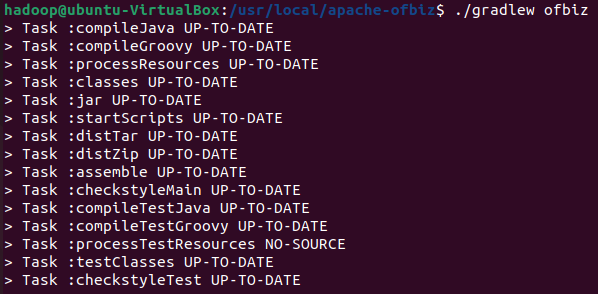 hadoop@ubuntu-VirtualBox:/usr/local/apache-ofbiz$ ./gradlew ofbiz
> Task :compileJava UP-TO-DATE
> Task :compileGroovy UP-TO-DATE
> Task :processResources UP-TO-DATE
> Task :classes UP-TO-DATE
> Task :jar UP-TO-DATE
> Task :startScripts UP-TO-DATE
> Task :distTar UP-TO-DATE
> Task :distZip UP-TO-DATE
> Task :assemble UP-TO-DATE
> Task :checkstyleMain UP-TO-DATE
> Task :compileTestJava UP-TO-DATE
> Task :compileTestGroovy UP-TO-DATE
> Task :processTestResources NO-SOURCE
> Task :testClasses UP-TO-DATE
> Task :checkstyleTest UP-TO-DATE